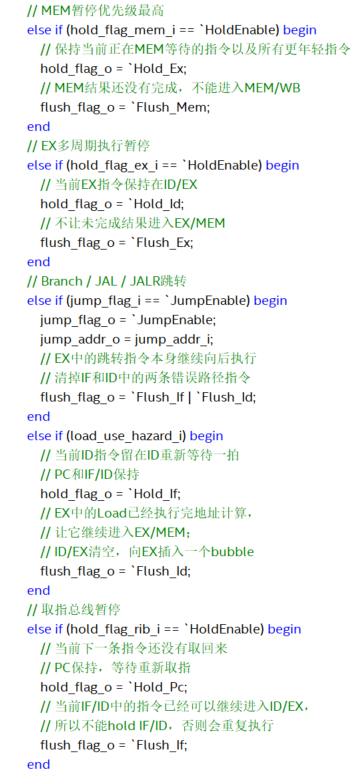 // MEM暂停优先级最高
else if (hold_flag_mem_i == `HoldEnable) begin
// 保持当前正在MEM等待的指令以及所有更年轻指令
hold_flag_o = `Hold_Ex;
// MEM结果还没有完成，不能进入MEM/WB
flush_flag_o = `Flush_Mem;
end
// EX多周期执行暂停
else if (hold_flag_ex_i == `HoldEnable) begin
// 当前EX指令保持在ID/EX
hold_flag_o = `Hold_Id;
// 不让未完成结果进入EX/MEM
flush_flag_o = `Flush_Ex;
end
// Branch / JAL / JALR跳转
else if (jump_flag_i == `JumpEnable) begin
jump_flag_o = `JumpEnable;
jump_addr_o = jump_addr_i;
// EX中的跳转指令本身继续向后执行
// 清掉IF和ID中的两条错误路径指令
flush_flag_o = `Flush_If | `Flush_Id;
end
else if (load_use_hazard_i) begin
// 当前ID指令留在ID重新等待一拍
// PC和IF/ID保持
hold_flag_o = `Hold_If;
// EX中的Load已经执行完地址计算，
// 让它继续进入EX/MEM；
// ID/EX清空，向EX插入一个bubble
flush_flag_o = `Flush_Id;
end
// 取指总线暂停
else if (hold_flag_rib_i == `HoldEnable) begin
// 当前下一条指令还没有取回来
// PC保持，等待重新取指
hold_flag_o = `Hold_Pc;
// 当前IF/ID中的指令已经可以继续进入ID/EX，
// 所以不能hold IF/ID，否则会重复执行
flush_flag_o = `Flush_If;
end